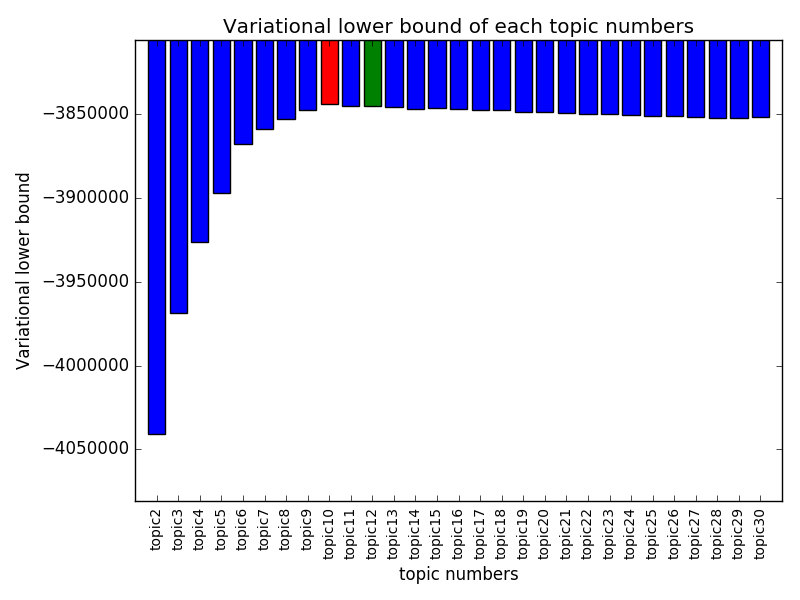 Variational lower bound of each topic numbers
Variational lower bound
−3850000
−3900000
−3950000
−4000000
−4050000
topic2
topic3
topic4
topic5
topic6
topic7
topic8
topic9
topic10
topic11
topic12
topic13
topic14
topic15
topic16
topic17
topic18
topic19
topic20
topic21
topic22
topic23
topic24
topic25
topic26
topic27
topic28
topic29
topic30
topic numbers